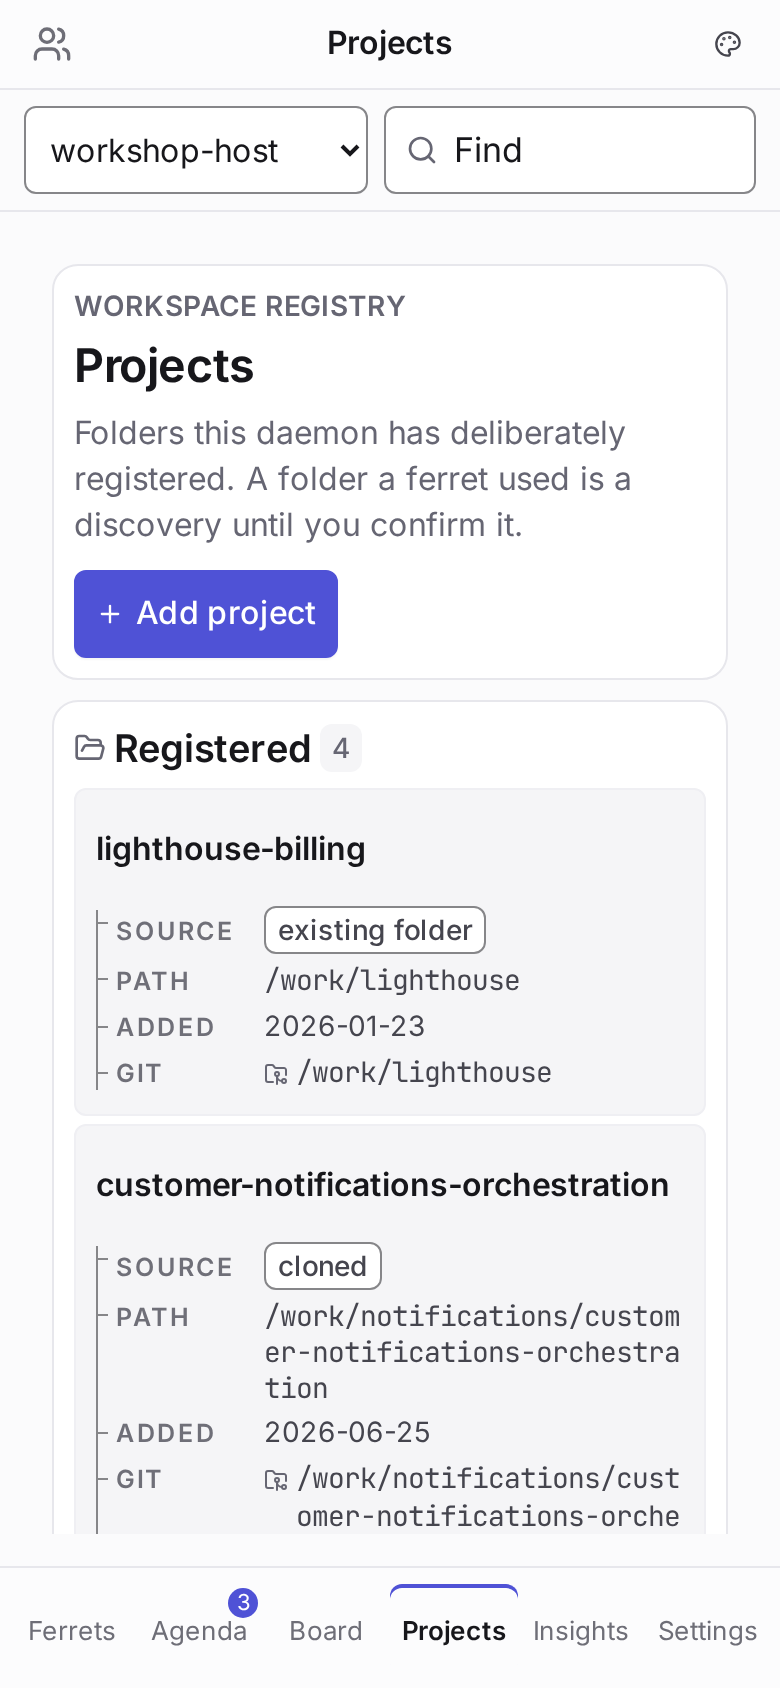 Projects
workshop-host
Find
WORKSPACE REGISTRY
Projects
Folders this daemon has deliberately
registered. A folder a ferret used is a
discovery until you confirm it.
+ Add project
Registered 4
lighthouse-billing
SOURCE existing folder
PATH /work/lighthouse
ADDED 2026-01-23
GIT /work/lighthouse
customer-notifications-orchestration
SOURCE cloned
PATH /work/notifications/custom
er-notifications-orchestra
tion
ADDED 2026-06-25
GIT /work/notifications/cust
omer-notifications-orche
3
Ferrets Agenda Board Projects Insights Settings